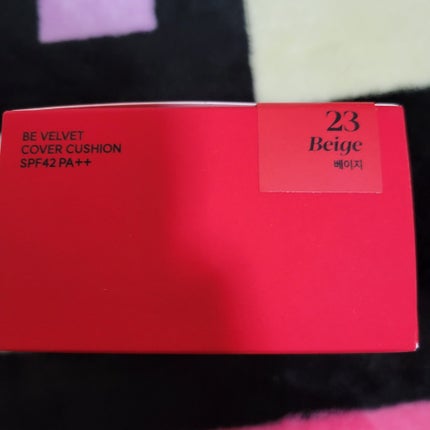 BE VELVET
COVER CUSHION
SPF42 PA++
23
Beige
베이지